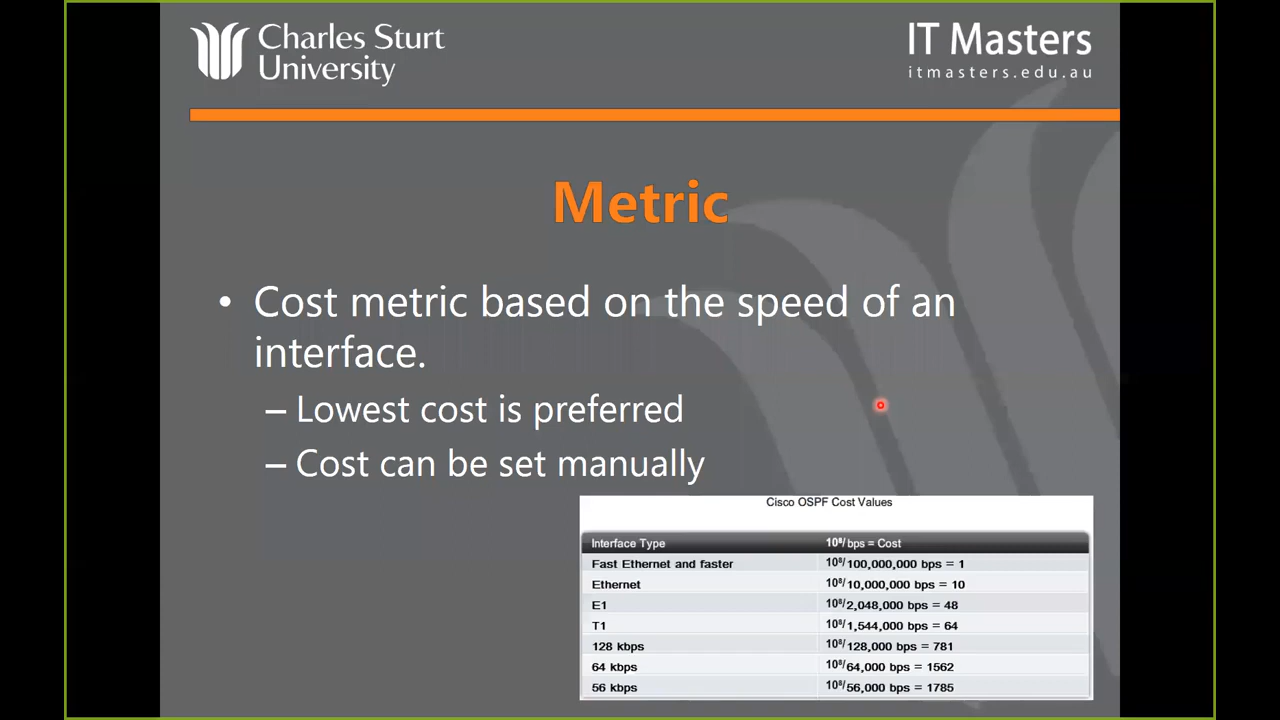 Charles Sturt
University
IT Masters
itmasters.edu.au
Metric
• Cost metric based on the speed of an
interface.
– Lowest cost is preferred
– Cost can be set manually
Cisco OSPF Cost Values
Interface Type 10⁸/bps = Cost
Fast Ethernet and faster 10⁸/100,000,000 bps = 1
Ethernet 10⁸/10,000,000 bps = 10
E1 10⁸/2,048,000 bps = 48
T1 10⁸/1,544,000 bps = 64
128 kbps 10⁸/128,000 bps = 781
64 kbps 10⁸/64,000 bps = 1562
56 kbps 10⁸/56,000 bps = 1785